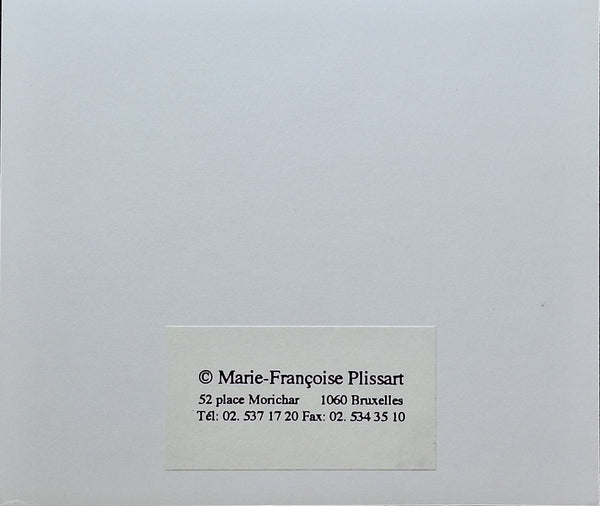 © Marie-Françoise Plissart
52 place Morichar 1060 Bruxelles
Tél: 02. 537 17 20 Fax: 02. 534 35 10